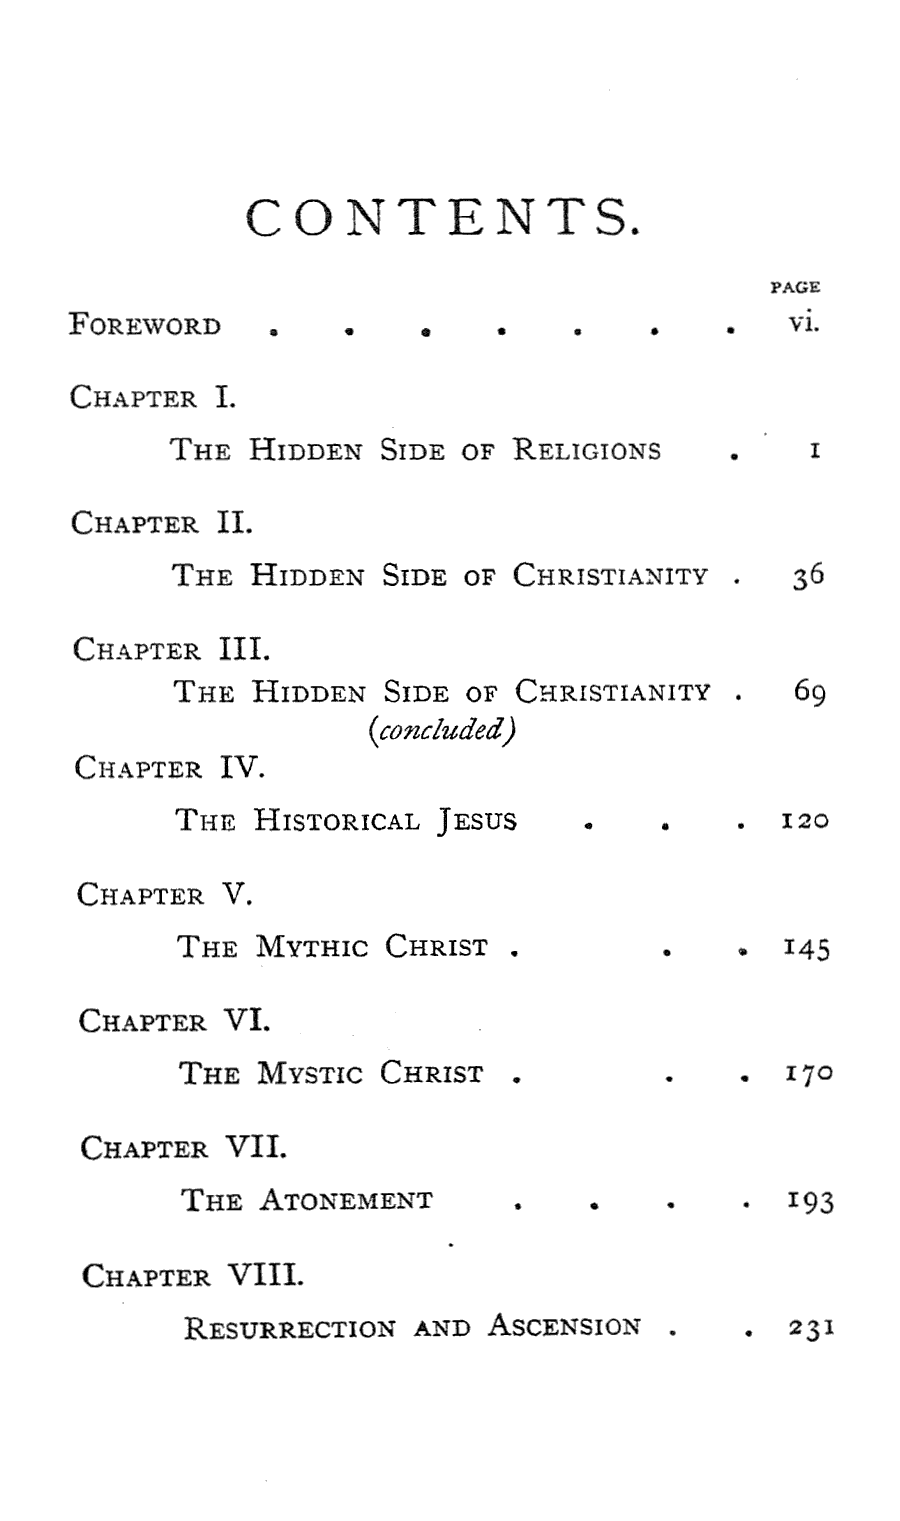 CONTENTS.
PAGE
FOREWORD . . . . . . . vi.
CHAPTER I.
THE HIDDEN SIDE OF RELIGIONS . 1
CHAPTER II.
THE HIDDEN SIDE OF CHRISTIANITY . 36
CHAPTER III.
THE HIDDEN SIDE OF CHRISTIANITY . 69
(concluded)
CHAPTER IV.
THE HISTORICAL JESUS . . . 120
CHAPTER V.
THE MYTHIC CHRIST . . . 145
CHAPTER VI.
THE MYSTIC CHRIST . . . 170
CHAPTER VII.
THE ATONEMENT . . . . 193
CHAPTER VIII.
RESURRECTION AND ASCENSION . . 231